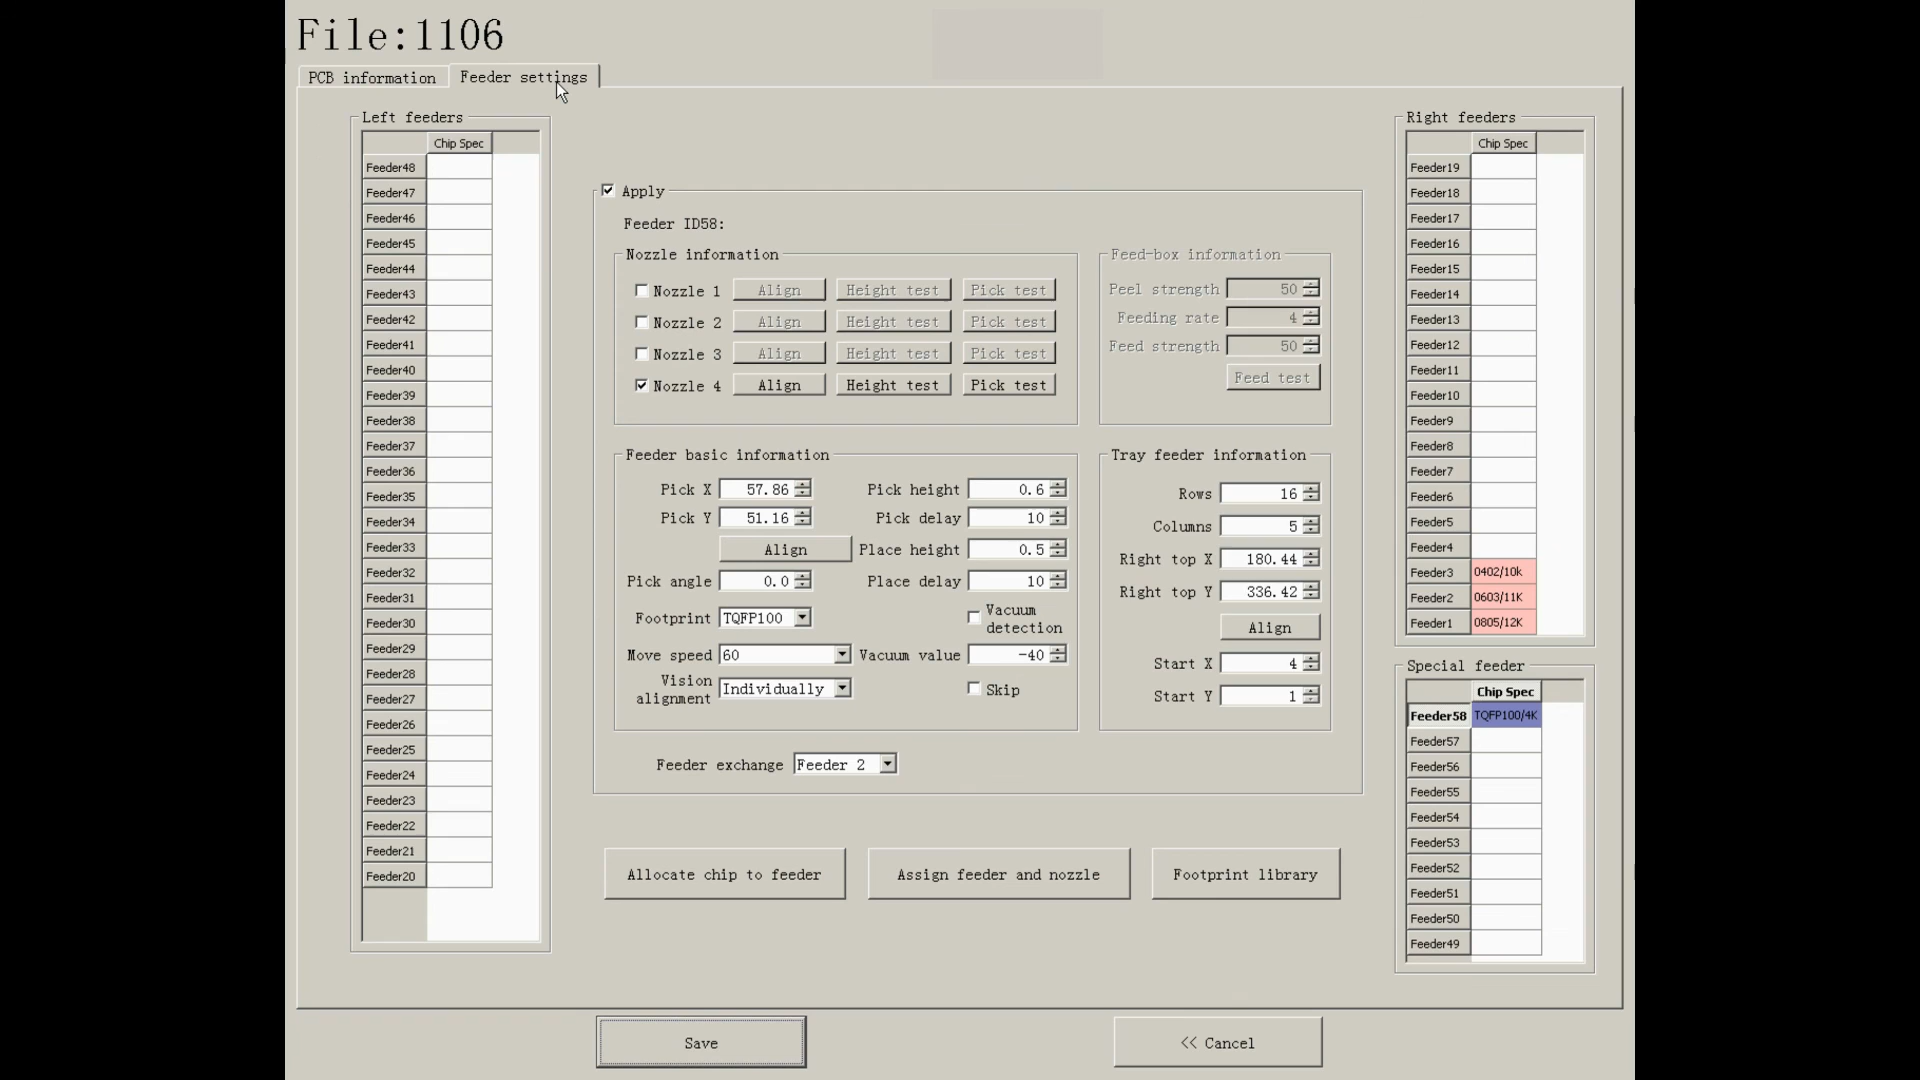 File:1106
PCB information
Feeder settings
Left feeders
Chip Spec
Feeder48
Feeder47
Feeder46
Feeder45
Feeder44
Feeder43
Feeder42
Feeder41
Feeder40
Feeder39
Feeder38
Feeder37
Feeder36
Feeder35
Feeder34
Feeder33
Feeder32
Feeder31
Feeder30
Feeder29
Feeder28
Feeder27
Feeder26
Feeder25
Feeder24
Feeder23
Feeder22
Feeder21
Feeder20
Apply
Feeder ID58:
Nozzle information
Nozzle 1 Align Height test Pick test
Nozzle 2 Align Height test Pick test
Nozzle 3 Align Height test Pick test
Nozzle 4 Align Height test Pick test
Feed-box information
Peel strength 50
Feeding rate 4
Feed strength 50
Feed test
Feeder basic information
Pick X 57.86 Pick height 0.6
Pick Y 51.16 Pick delay 10
Align Place height 0.5
Pick angle 0.0 Place delay 10
Footprint TQFP100
Vacuum
detection
Move speed 60 Vacuum value -40
Vision
alignment
Individually
Skip
Tray feeder information
Rows 16
Columns 5
Right top X 180.44
Right top Y 336.42
Align
Start X 4
Start Y 1
Feeder exchange Feeder 2
Allocate chip to feeder
Assign feeder and nozzle
Footprint library
Right feeders
Chip Spec
Feeder19
Feeder18
Feeder17
Feeder16
Feeder15
Feeder14
Feeder13
Feeder12
Feeder11
Feeder10
Feeder9
Feeder8
Feeder7
Feeder6
Feeder5
Feeder4
Feeder3 0402/10k
Feeder2 0603/11K
Feeder1 0805/12K
Special feeder
Chip Spec
Feeder58 TQFP100/4K
Feeder57
Feeder56
Feeder55
Feeder54
Feeder53
Feeder52
Feeder51
Feeder50
Feeder49
Save
<< Cancel